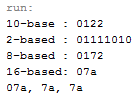 run:
10-base : 0122
2-based : 01111010
8-based : 0172
16-based: 07a
07a, 7a, 7a